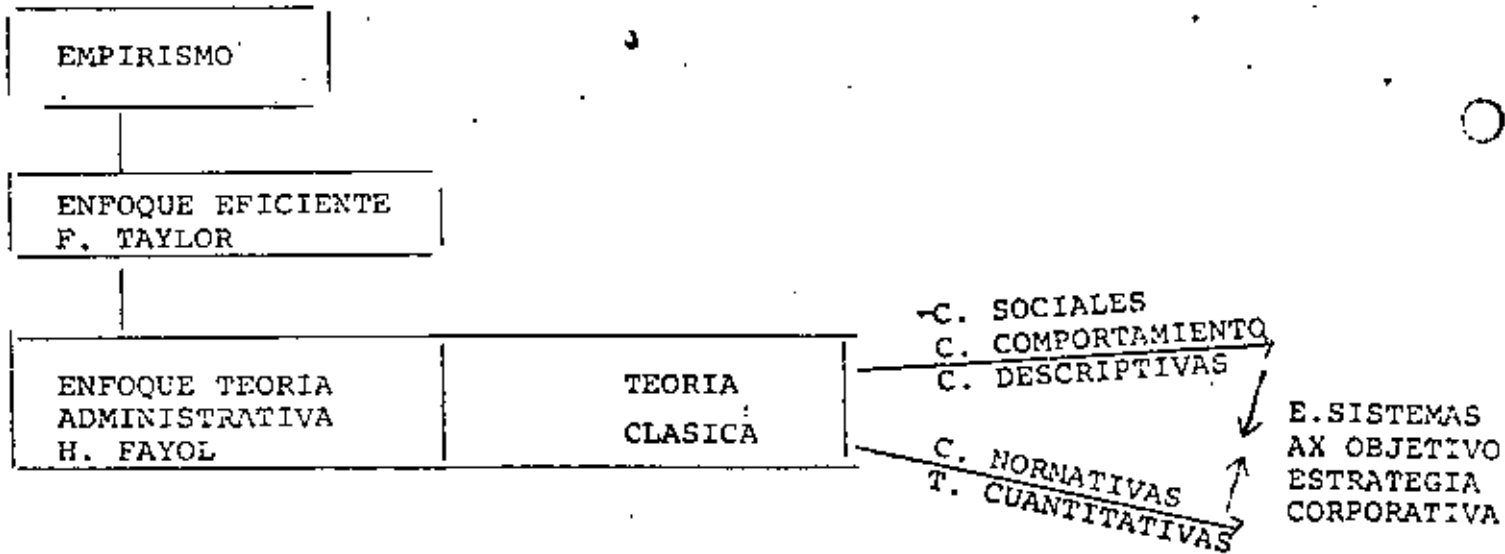 EMPIRISMO
ENFOQUE EFICIENTE
F. TAYLOR
ENFOQUE TEORIA
ADMINISTRATIVA
H. FAYOL
TEORIA
CLASICA
C. SOCIALES
C. COMPORTAMIENTO
C. DESCRIPTIVAS
C. NORMATIVAS
T. CUANTITATIVAS
E.SISTEMAS
AX OBJETIVO
ESTRATEGIA
CORPORATIVA